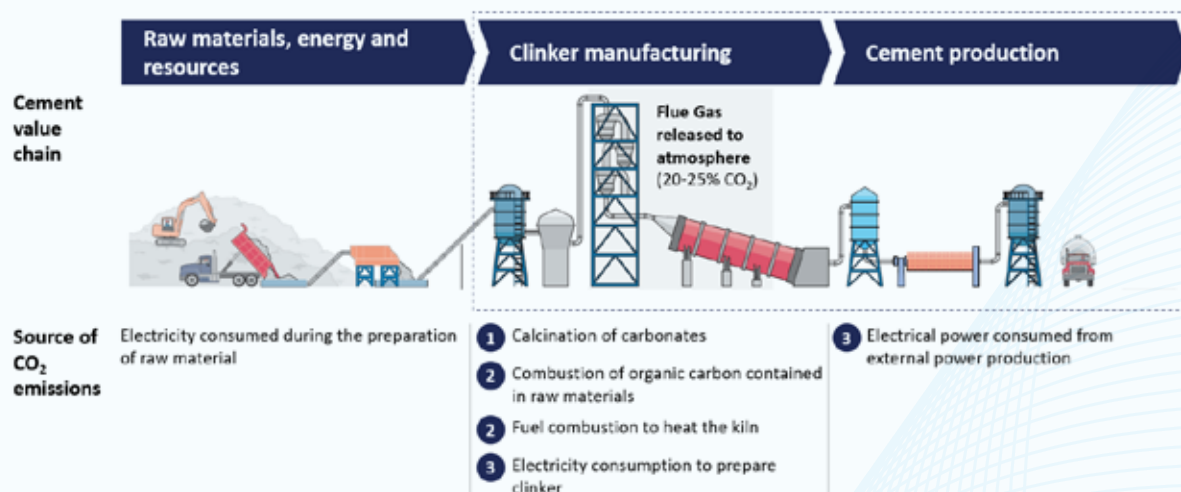 Raw materials, energy and
resources
Clinker manufacturing
Cement production
Cement
value
chain
Flue Gas
released to
atmosphere
(20-25% CO₂)
Source of
CO₂
emissions
Electricity consumed during the preparation
of raw material
1 Calcination of carbonates
2 Combustion of organic carbon contained
in raw materials
2 Fuel combustion to heat the kiln
3 Electricity consumption to prepare
clinker
3 Electrical power consumed from
external power production